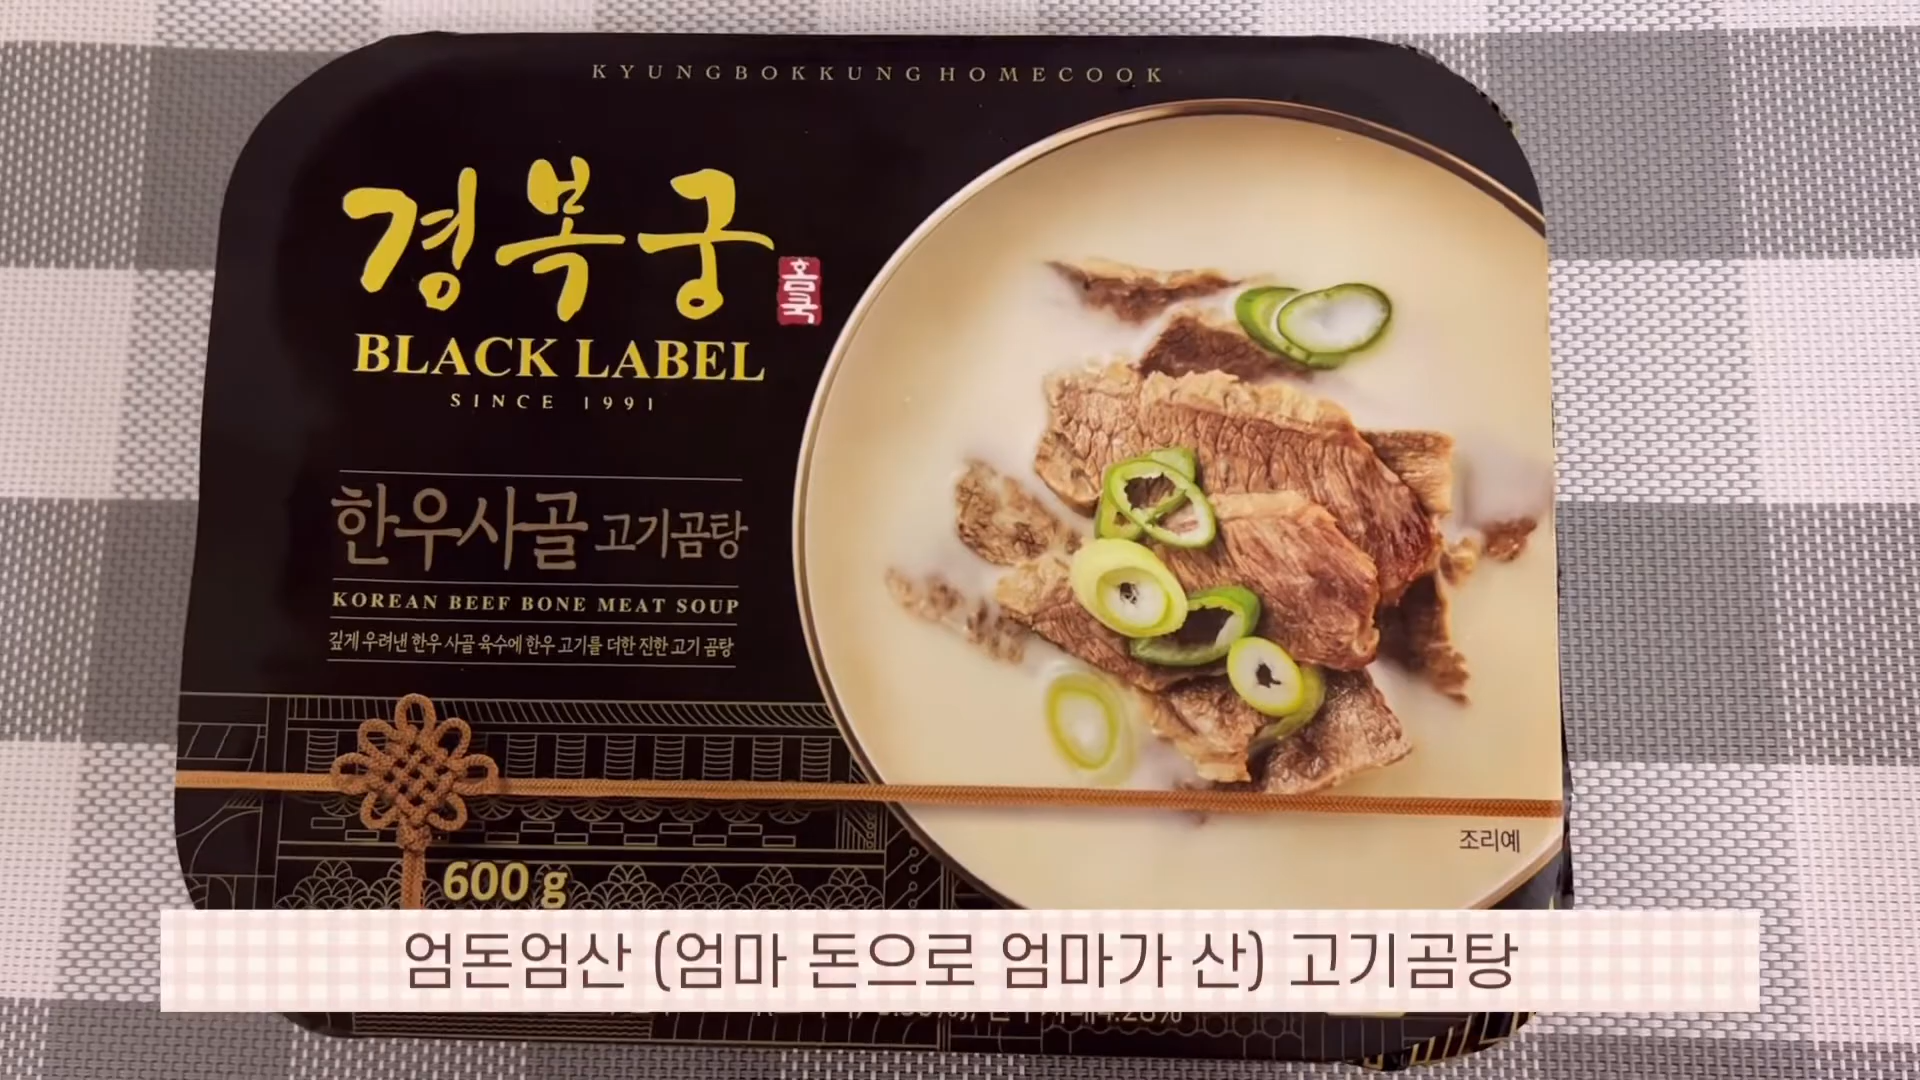 KYUNGBOKKUNG HOMECOOK
경복궁
홈쿡
BLACK LABEL
SINCE 1991
한우사골 고기곰탕
KOREAN BEEF BONE MEAT SOUP
깊게 우려낸 한우 사골 육수에 한우 고기를 더한 진한 고기 곰탕
조리예
600 g
엄돈엄산 (엄마 돈으로 엄마가 산) 고기곰탕